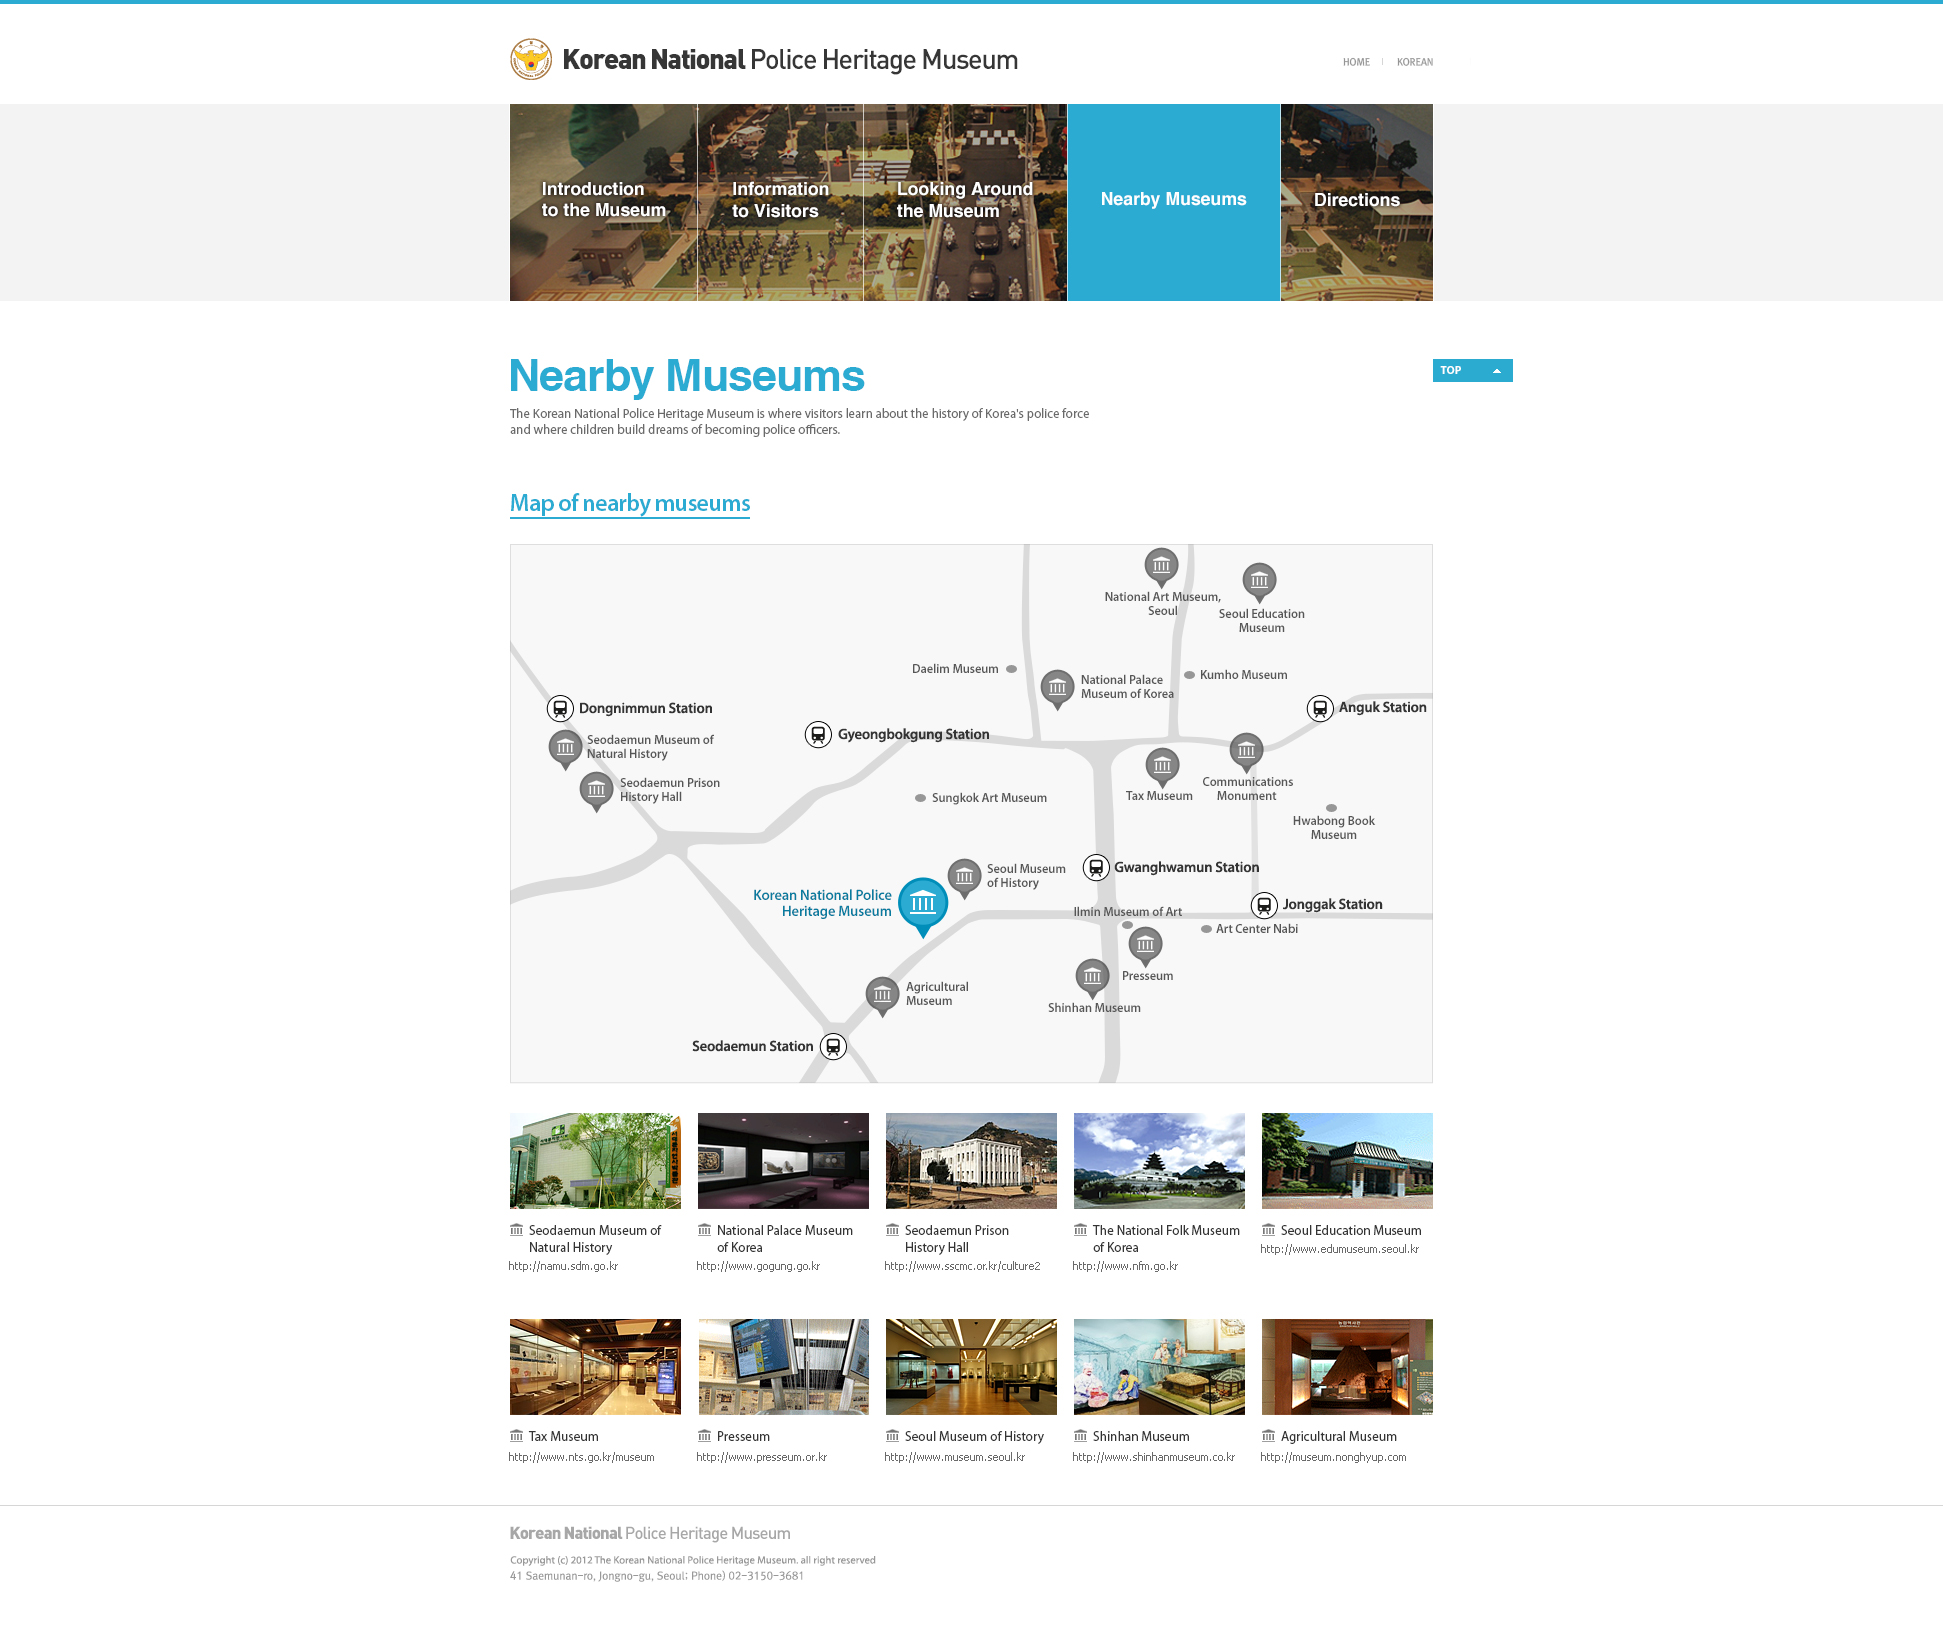 Korean National Police Heritage Museum
HOME
KOREAN
Introduction
to the Museum
Information
to Visitors
Looking Around
the Museum
Nearby Museums
Directions
Nearby Museums
TOP
The Korean National Police Heritage Museum is where visitors learn about the history of Korea's police force
and where children build dreams of becoming police officers.
Map of nearby museums
National Art Museum,
Seoul
Seoul Education
Museum
Daelim Museum
National Palace
Museum of Korea
Kumho Museum
Dongnimmun Station
Anguk Station
Gyeongbokgung Station
Seodaemun Museum of
Natural History
Seodaemun Prison
History Hall
Sungkok Art Museum
Tax Museum
Communications
Monument
Hwabong Book
Museum
Seoul Museum
of History
Gwanghwamun Station
Korean National Police
Heritage Museum
Ilmin Museum of Art
Jonggak Station
Art Center Nabi
Presseum
Agricultural
Museum
Shinhan Museum
Seodaemun Station
Seodaemun Museum of
Natural History
http://namu.sdm.go.kr
National Palace Museum
of Korea
http://www.gogung.go.kr
Seodaemun Prison
History Hall
http://www.sscmc.or.kr/culture2
The National Folk Museum
of Korea
http://www.nfm.go.kr
Seoul Education Museum
http://www.edumuseum.seoul.kr
Tax Museum
http://www.nts.go.kr/museum
Presseum
http://www.presseum.or.kr
Seoul Museum of History
http://www.museum.seoul.kr
Shinhan Museum
http://www.shinhanmuseum.co.kr
Agricultural Museum
http://museum.nonghyup.com
Korean National Police Heritage Museum
Copyright (c) 2012 The Korean National Police Heritage Museum. all right reserved
41 Saemunan-ro, Jongno-gu, Seoul; Phone) 02-3150-3681